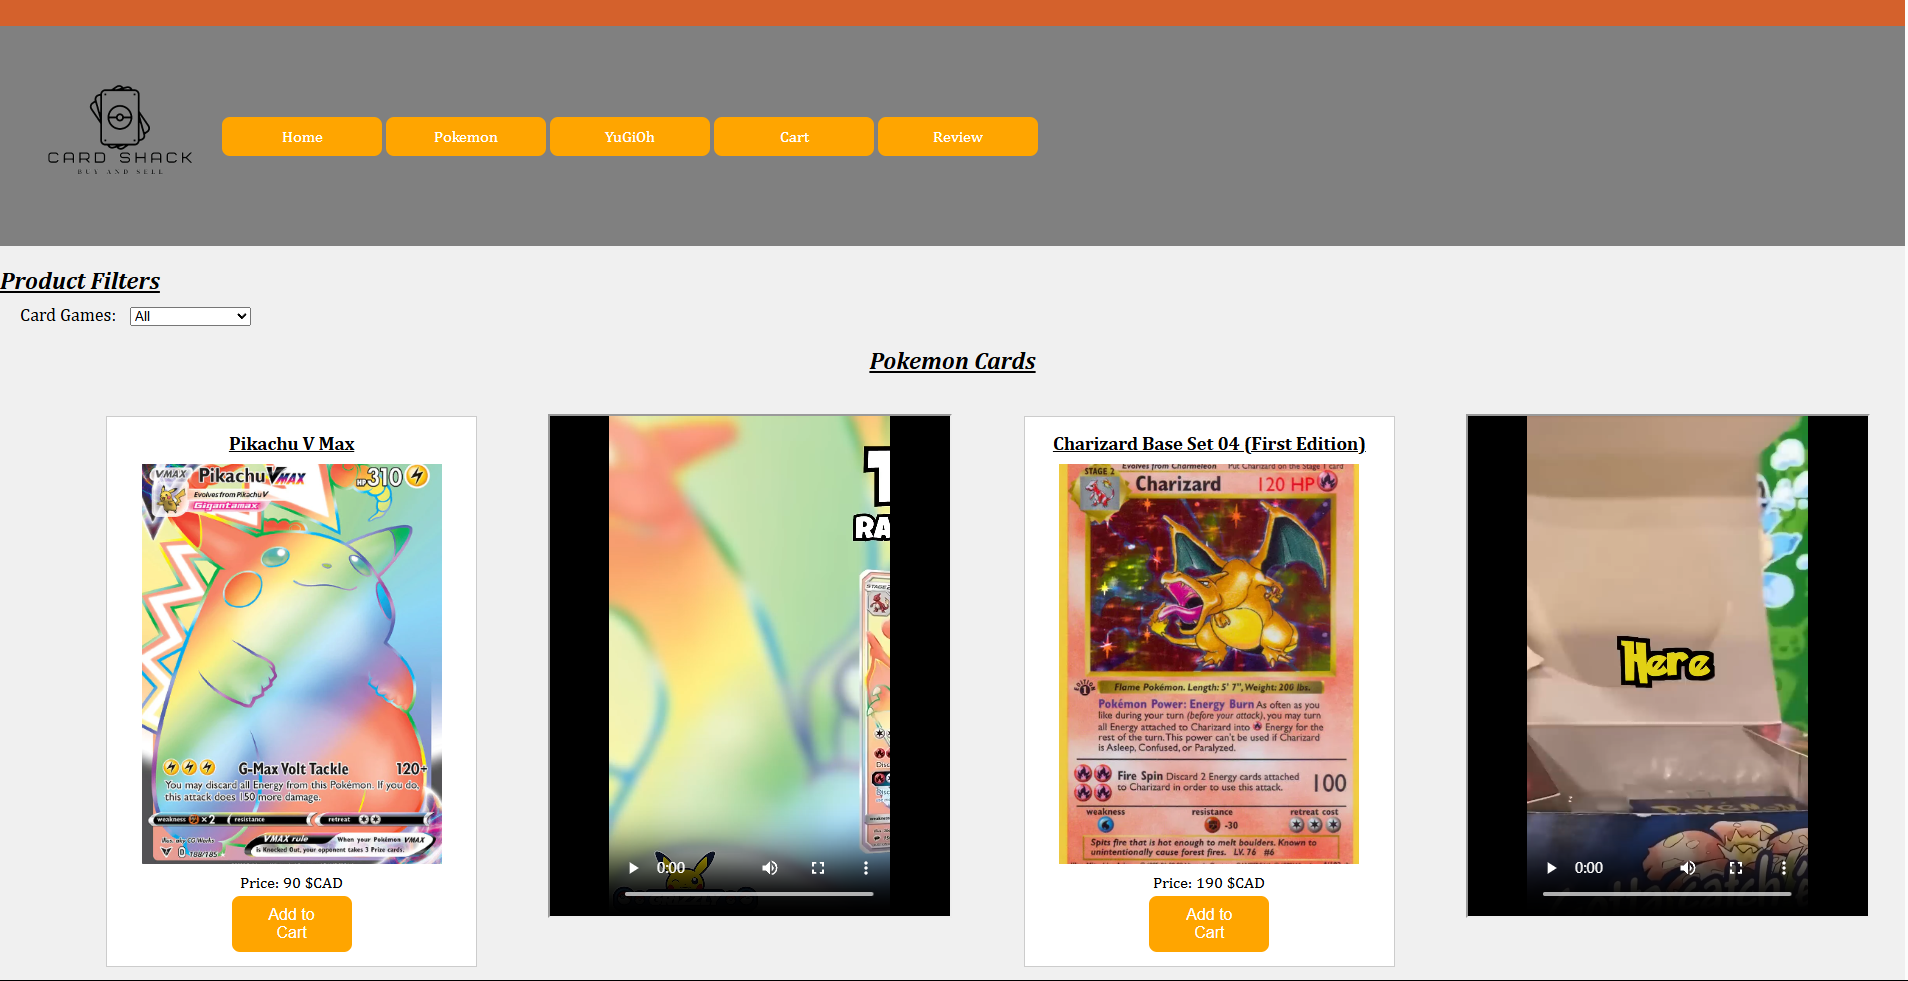 CARD SHACK
BUY AND SELL
Home
Pokemon
YuGiOh
Cart
Review
Product Filters
Card Games:
All
Pokemon Cards
Pikachu V Max
VMAX
Pikachu VMAX
HP 310
Evolves from Pikachu V
Gigantamax
G-Max Volt Tackle 120+
You may discard all Energy from this Pokémon. If you do,
this attack does 150 more damage.
weakness ×2 resistance retreat
VMAX rule When your Pokémon VMAX
is Knocked Out, your opponent takes 3 Prize cards.
188/185
Price: 90 $CAD
Add to
Cart
T
RA
STAGE 2
0:00
Charizard Base Set 04 (First Edition)
STAGE 2 Evolves from Charmeleon Put Charizard on the Stage 1 card
Charizard 120 HP
EDITION
1
Flame Pokémon. Length: 5' 7", Weight: 200 lbs.
Pokémon Power: Energy Burn As often as you
like during your turn (before your attack), you may turn
all Energy attached to Charizard into Energy for the
rest of the turn. This power can't be used if Charizard
is Asleep, Confused, or Paralyzed.
Fire Spin Discard 2 Energy cards attached
to Charizard in order to use this attack. 100
weakness resistance retreat cost
-30
Spits fire that is hot enough to melt boulders. Known to
unintentionally cause forest fires. LV. 76 #6
Price: 190 $CAD
Add to
Cart
Here
POKÉMON
0:00